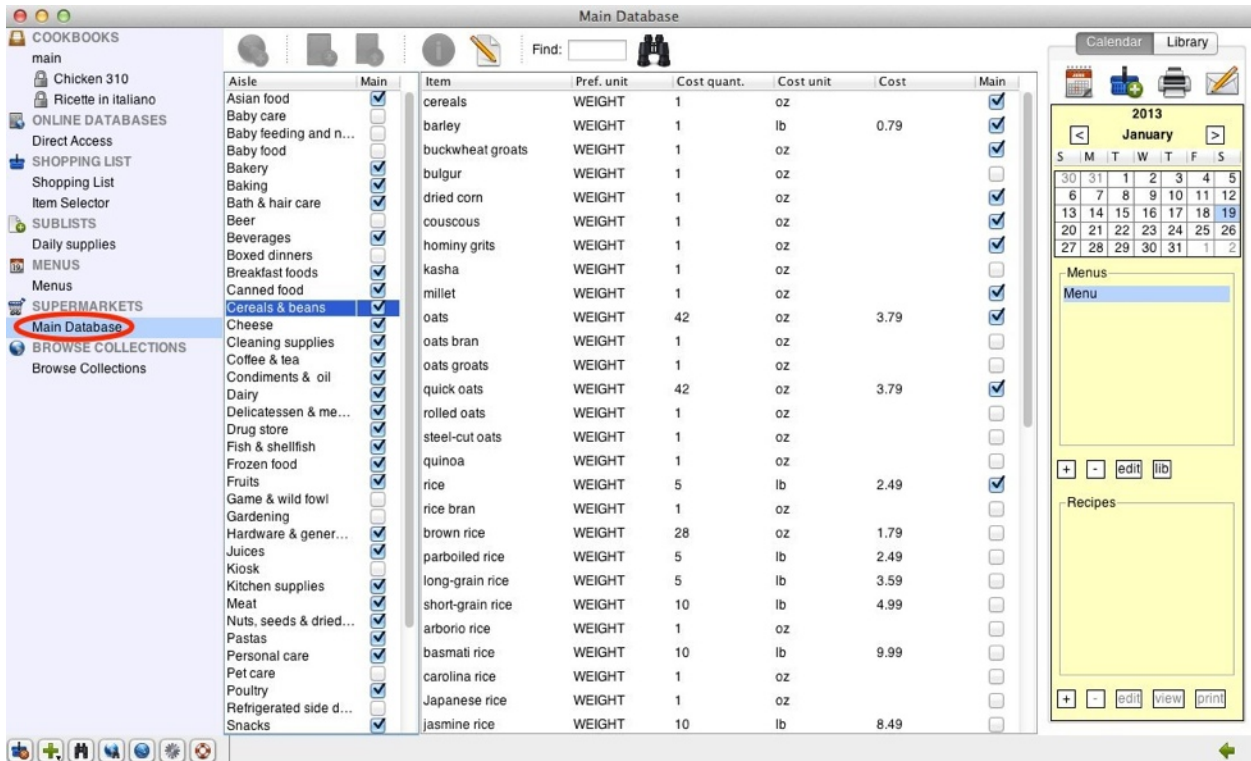 Main Database
COOKBOOKS
main
Chicken 310
Ricette in italiano
ONLINE DATABASES
Direct Access
SHOPPING LIST
Shopping List
Item Selector
SUBLISTS
Daily supplies
MENUS
Menus
SUPERMARKETS
Main Database
BROWSE COLLECTIONS
Browse Collections
Find:
Aisle Main
Asian food
Baby care
Baby feeding and n...
Baby food
Bakery
Baking
Bath & hair care
Beer
Beverages
Boxed dinners
Breakfast foods
Canned food
Cereals & beans
Cheese
Cleaning supplies
Coffee & tea
Condiments & oil
Dairy
Delicatessen & me...
Drug store
Fish & shellfish
Frozen food
Fruits
Game & wild fowl
Gardening
Hardware & gener...
Juices
Kiosk
Kitchen supplies
Meat
Nuts, seeds & dried...
Pastas
Personal care
Pet care
Poultry
Refrigerated side d...
Snacks
Item Pref. unit Cost quant. Cost unit Cost Main
cereals WEIGHT 1 oz
barley WEIGHT 1 lb 0.79
buckwheat groats WEIGHT 1 oz
bulgur WEIGHT 1 oz
dried corn WEIGHT 1 oz
couscous WEIGHT 1 oz
hominy grits WEIGHT 1 oz
kasha WEIGHT 1 oz
millet WEIGHT 1 oz
oats WEIGHT 42 oz 3.79
oats bran WEIGHT 1 oz
oats groats WEIGHT 1 oz
quick oats WEIGHT 42 oz 3.79
rolled oats WEIGHT 1 oz
steel-cut oats WEIGHT 1 oz
quinoa WEIGHT 1 oz
rice WEIGHT 5 lb 2.49
rice bran WEIGHT 1 oz
brown rice WEIGHT 28 oz 1.79
parboiled rice WEIGHT 5 lb 2.49
long-grain rice WEIGHT 5 lb 3.59
short-grain rice WEIGHT 10 lb 4.99
arborio rice WEIGHT 1 oz
basmati rice WEIGHT 10 lb 9.99
carolina rice WEIGHT 1 oz
Japanese rice WEIGHT 1 oz
jasmine rice WEIGHT 10 lb 8.49
Calendar Library
2013
< January >
S M T W T F S
30 31 1 2 3 4 5
6 7 8 9 10 11 12
13 14 15 16 17 18 19
20 21 22 23 24 25 26
27 28 29 30 31 1 2
Menus
Menu
+ - edit lib
Recipes
+ - edit view print